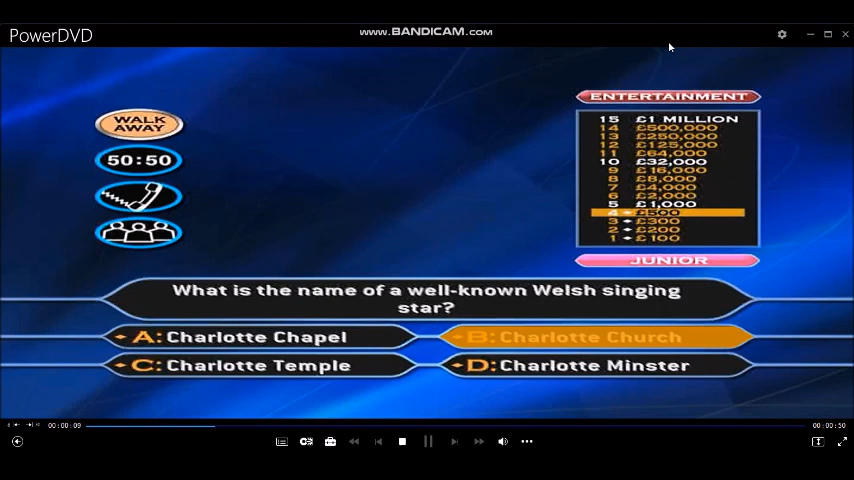 PowerDVD
www.BANDICAM.com
ENTERTAINMENT
WALK
AWAY
50:50
15 £1 MILLION
14 £500,000
13 £250,000
12 £125,000
11 £64,000
10 £32,000
9 £16,000
8 £8,000
7 £4,000
6 £2,000
5 £1,000
4 £500
3 £300
2 £200
1 £100
JUNIOR
What is the name of a well-known Welsh singing
star?
A: Charlotte Chapel
B: Charlotte Church
C: Charlotte Temple
D: Charlotte Minster
00:00:09
00:00:50